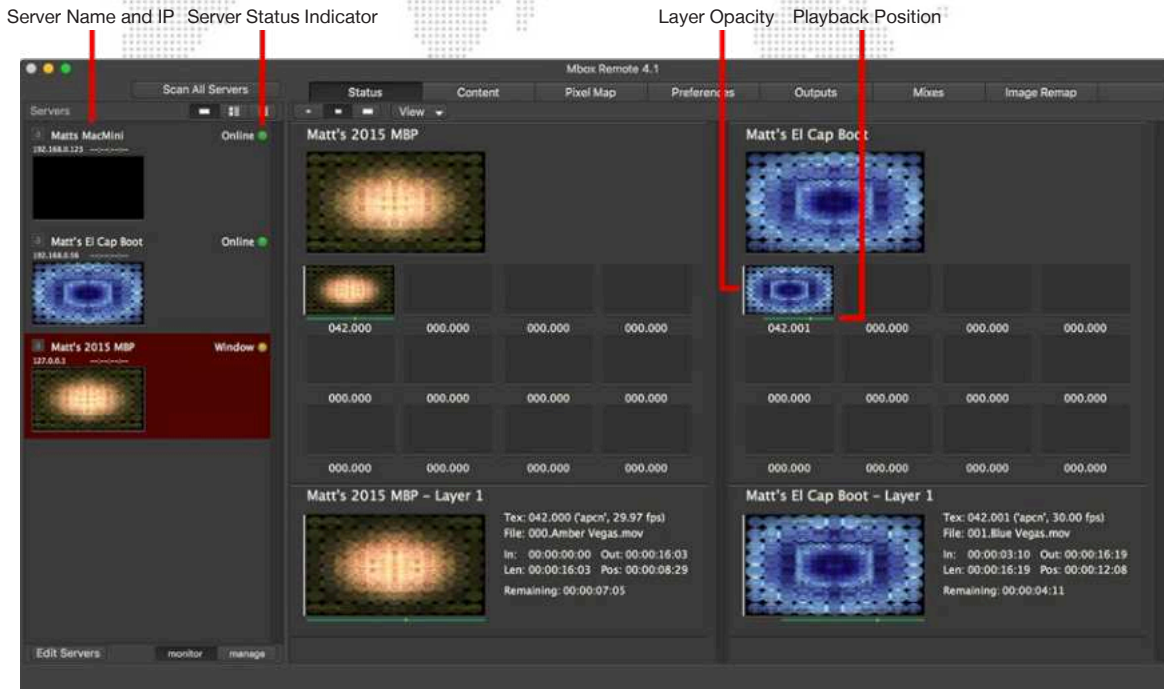 Server Name and IP Server Status Indicator Layer Opacity Playback Position
Mbox Remote 4.1
Scan All Servers Status Content Pixel Map Preferences Outputs Mixes Image Remap
Servers View
Matts MacMini Online
192.168.0.123 --:--:--:--
Matt's El Cap Boot Online
192.168.0.56 --:--:--:--
Matt's 2015 MBP Window
127.0.0.1 --:--:--:--
Edit Servers monitor manage
Matt's 2015 MBP
042.000 000.000 000.000 000.000
000.000 000.000 000.000 000.000
000.000 000.000 000.000 000.000
Matt's 2015 MBP – Layer 1
Tex: 042.000 ('apcn', 29.97 fps)
File: 000.Amber Vegas.mov
In: 00:00:00:00 Out: 00:00:16:03
Len: 00:00:16:03 Pos: 00:00:08:29
Remaining: 00:00:07:05
Matt's El Cap Boot
042.001 000.000 000.000 000.000
000.000 000.000 000.000 000.000
000.000 000.000 000.000 000.000
Matt's El Cap Boot – Layer 1
Tex: 042.001 ('apcn', 30.00 fps)
File: 001.Blue Vegas.mov
In: 00:00:03:10 Out: 00:00:16:19
Len: 00:00:16:19 Pos: 00:00:12:08
Remaining: 00:00:04:11